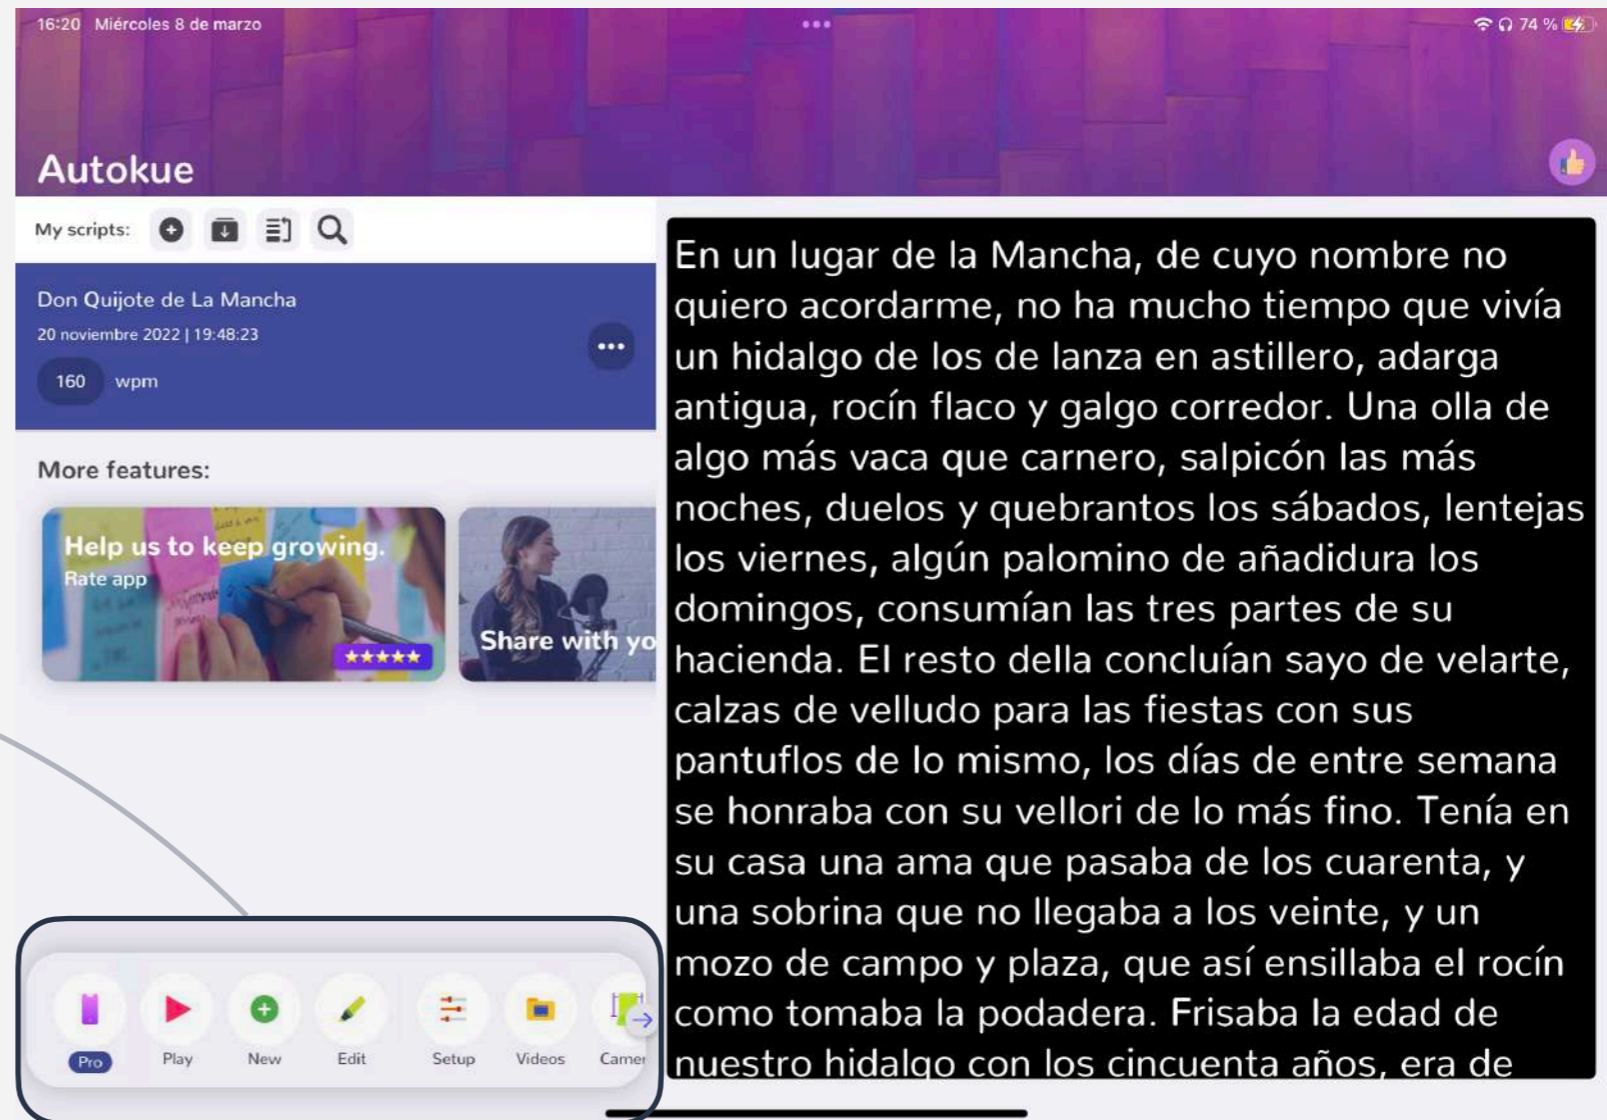 16:20 Miércoles 8 de marzo
74 %
Autokue
My scripts:
Don Quijote de La Mancha
20 noviembre 2022 | 19:48:23
160 wpm
More features:
Help us to keep growing.
Rate app
Share with yo
Pro
Play
New
Edit
Setup
Videos
Camer
En un lugar de la Mancha, de cuyo nombre no
quiero acordarme, no ha mucho tiempo que vivía
un hidalgo de los de lanza en astillero, adarga
antigua, rocín flaco y galgo corredor. Una olla de
algo más vaca que carnero, salpicón las más
noches, duelos y quebrantos los sábados, lentejas
los viernes, algún palomino de añadidura los
domingos, consumían las tres partes de su
hacienda. El resto della concluían sayo de velarte,
calzas de velludo para las fiestas con sus
pantuflos de lo mismo, los días de entre semana
se honraba con su vellori de lo más fino. Tenía en
su casa una ama que pasaba de los cuarenta, y
una sobrina que no llegaba a los veinte, y un
mozo de campo y plaza, que así ensillaba el rocín
como tomaba la podadera. Frisaba la edad de
nuestro hidalgo con los cincuenta años, era de